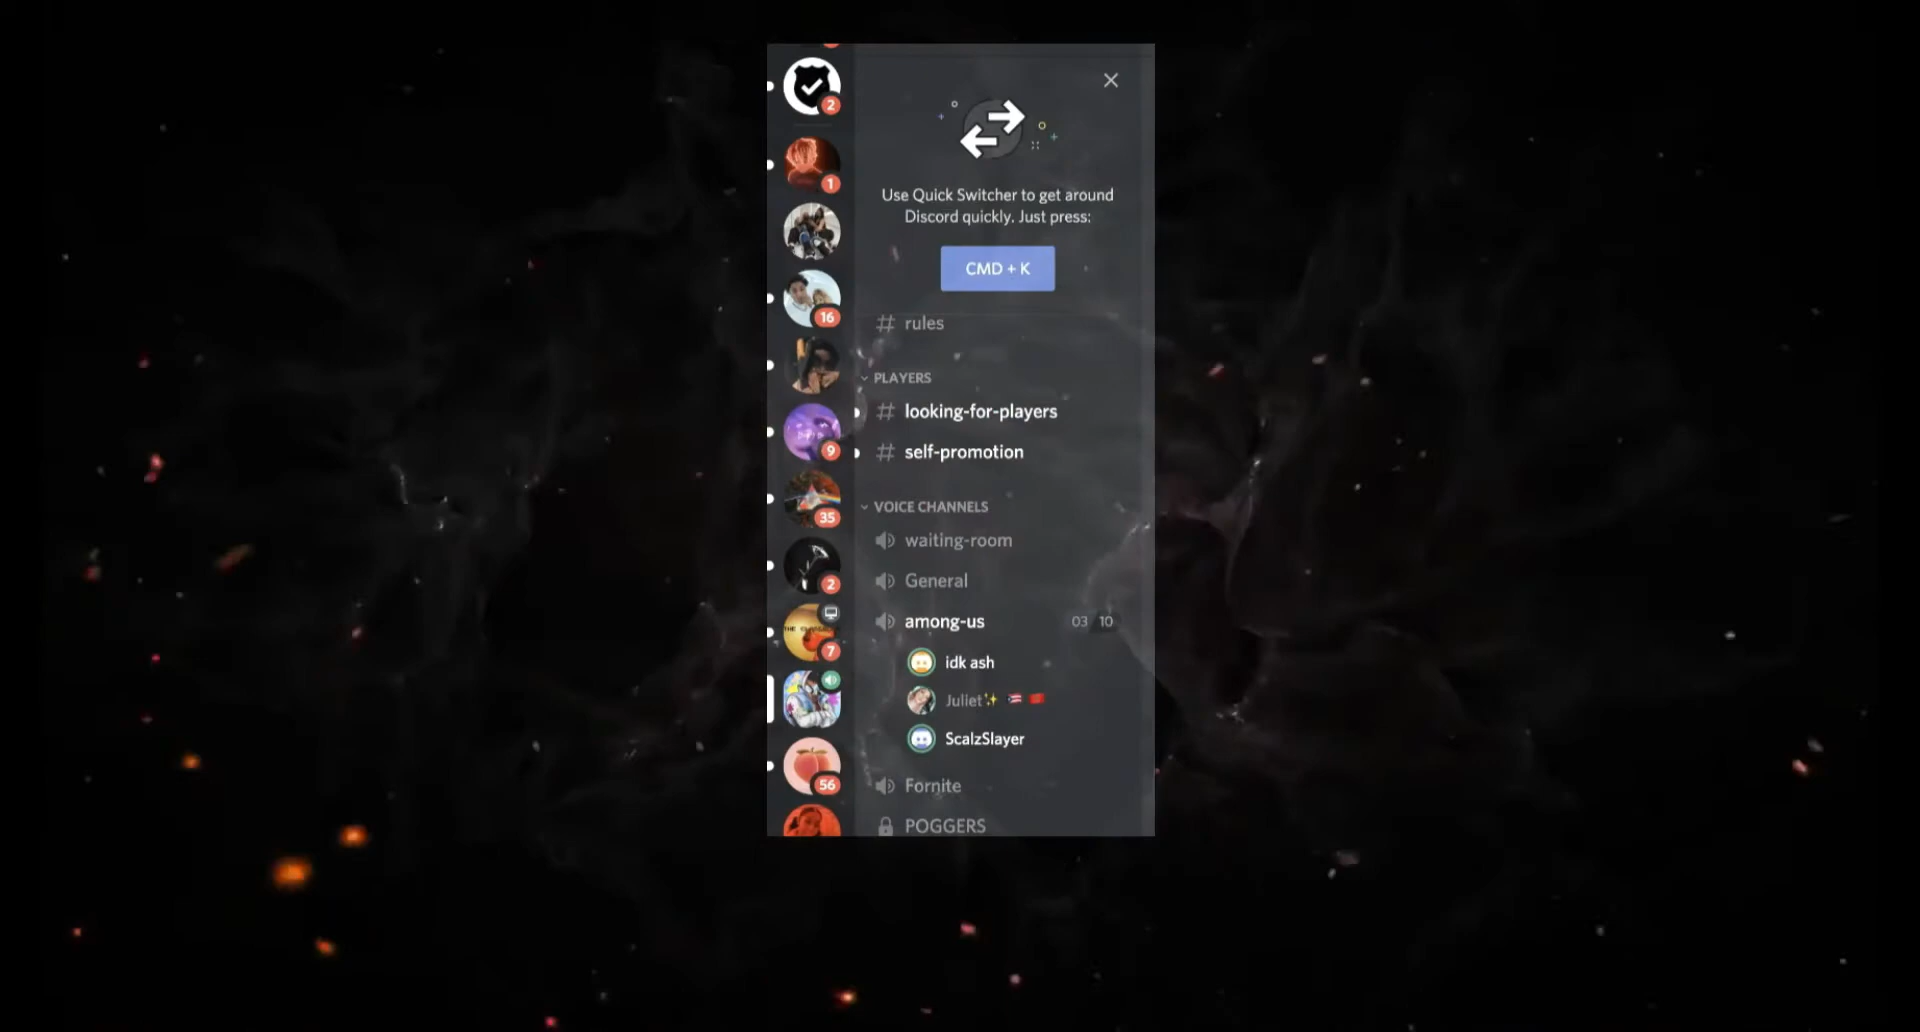 2
1
16
9
35
2
7
56
Use Quick Switcher to get around
Discord quickly. Just press:
CMD + K
rules
PLAYERS
looking-for-players
self-promotion
VOICE CHANNELS
waiting-room
General
among-us 03 10
idk ash
Juliet✨ 🇵🇷 🇲🇦
ScalzSlayer
Fornite
POGGERS